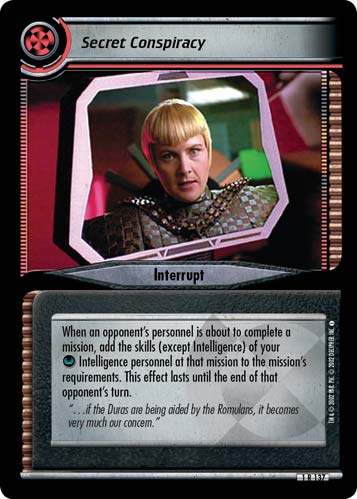 Secret Conspiracy
Interrupt
When an opponent's personnel is about to complete a
mission, add the skills (except Intelligence) of your
Intelligence personnel at that mission to the mission's
requirements. This effect lasts until the end of that
opponent's turn.
"…if the Duras are being aided by the Romulans, it becomes
very much our concern."
1 R 137